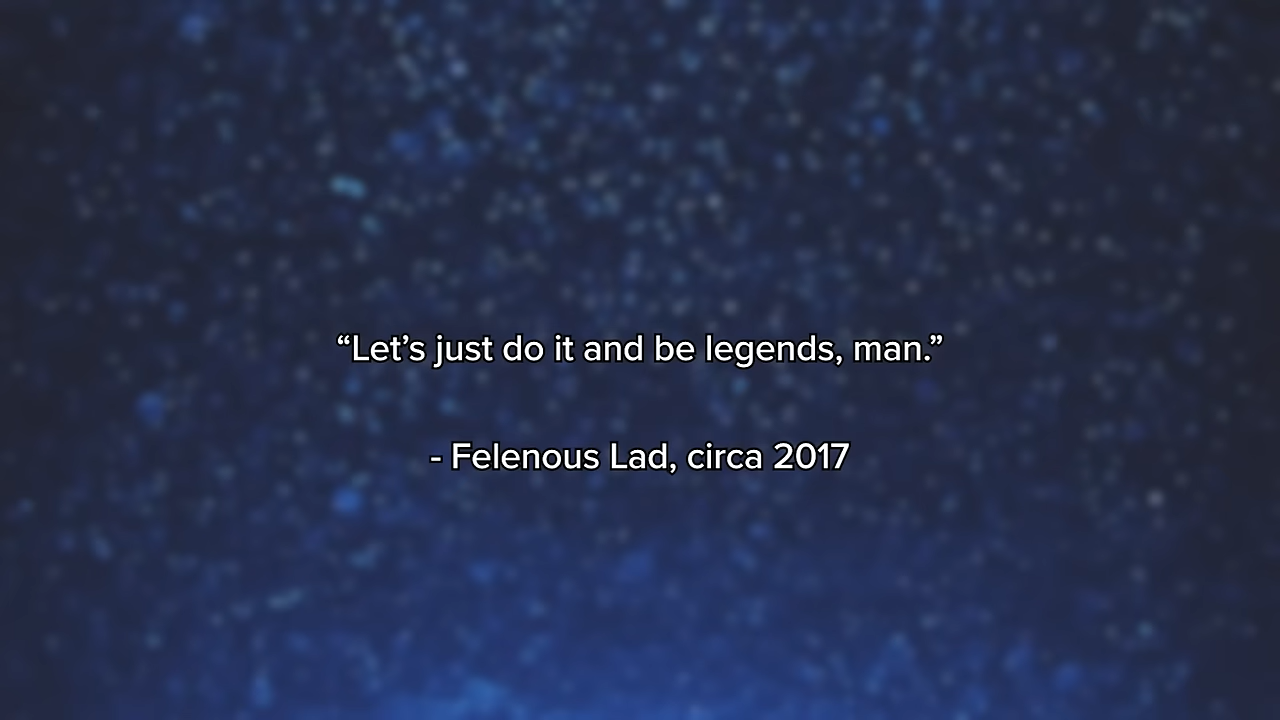 “Let’s just do it and be legends, man.”
- Felenous Lad, circa 2017